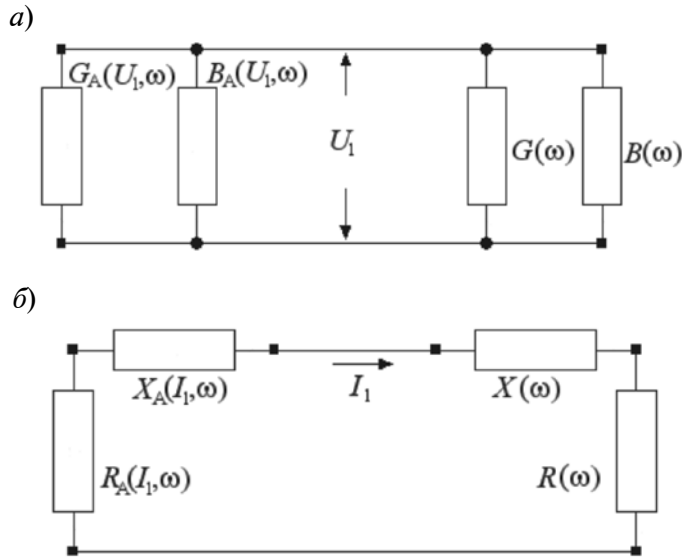 а)
G_A(U_1,ω) B_A(U_1,ω)
U_1 G(ω) B(ω)
б)
X_A(I_1,ω) I_1 X(ω)
R_A(I_1,ω) R(ω)